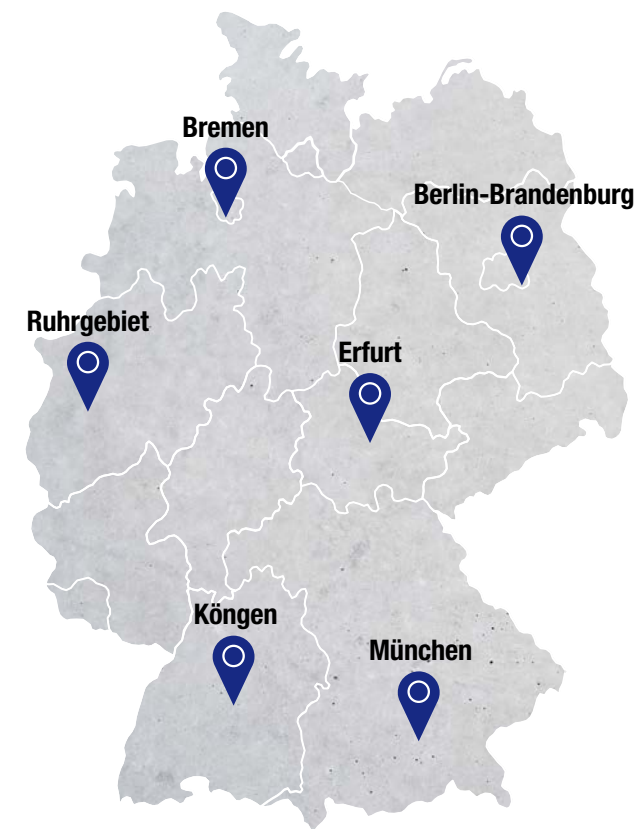 Bremen
Berlin-Brandenburg
Ruhrgebiet
Erfurt
Köngen
München